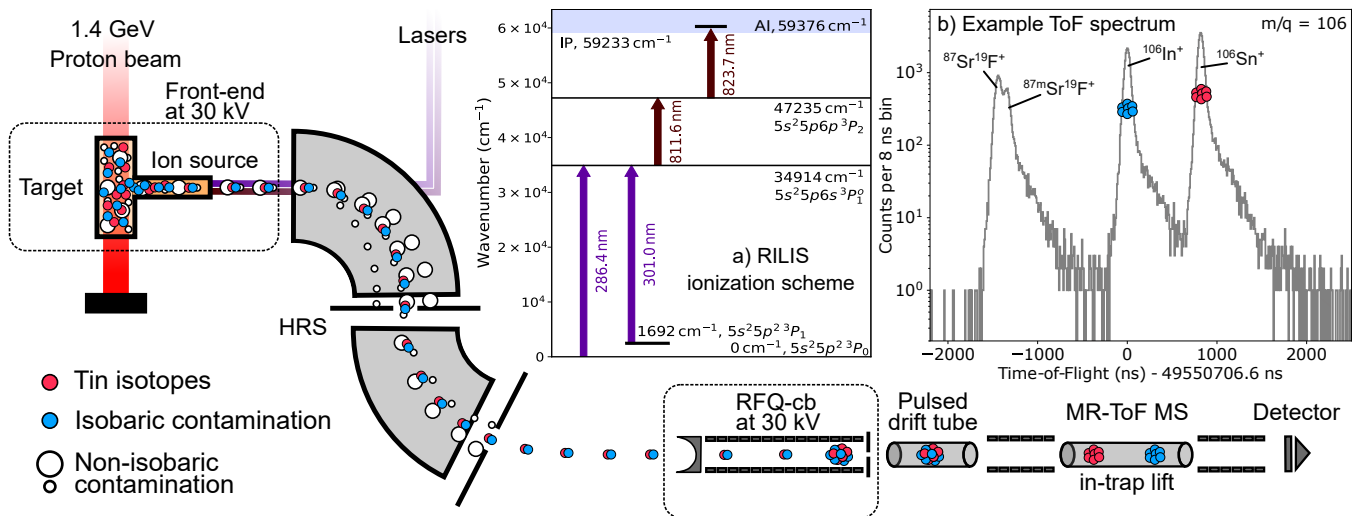 1.4 GeV
Proton beam
Front-end
at 30 kV
Lasers
Target
Ion source
HRS
Tin isotopes
Isobaric contamination
Non-isobaric
contamination
Wavenumber (cm⁻¹)
6 × 10⁴
5 × 10⁴
4 × 10⁴
3 × 10⁴
2 × 10⁴
10⁴
0
AI, 59376 cm⁻¹
IP, 59233 cm⁻¹
823.7 nm
47235 cm⁻¹
5s²5p6p ³P₂
811.6 nm
34914 cm⁻¹
5s²5p6s ³P₁ᵒ
286.4 nm
301.0 nm
a) RILIS
ionization scheme
1692 cm⁻¹, 5s²5p² ³P₁
0 cm⁻¹, 5s²5p² ³P₀
b) Example ToF spectrum
m/q = 106
⁸⁷Sr¹⁹F⁺
⁸⁷ᵐSr¹⁹F⁺
¹⁰⁶In⁺
¹⁰⁶Sn⁺
Counts per 8 ns bin
10³
10²
10¹
10⁰
−2000
−1000
0
1000
2000
Time-of-Flight (ns) - 49550706.6 ns
RFQ-cb
at 30 kV
Pulsed
drift tube
MR-ToF MS
in-trap lift
Detector